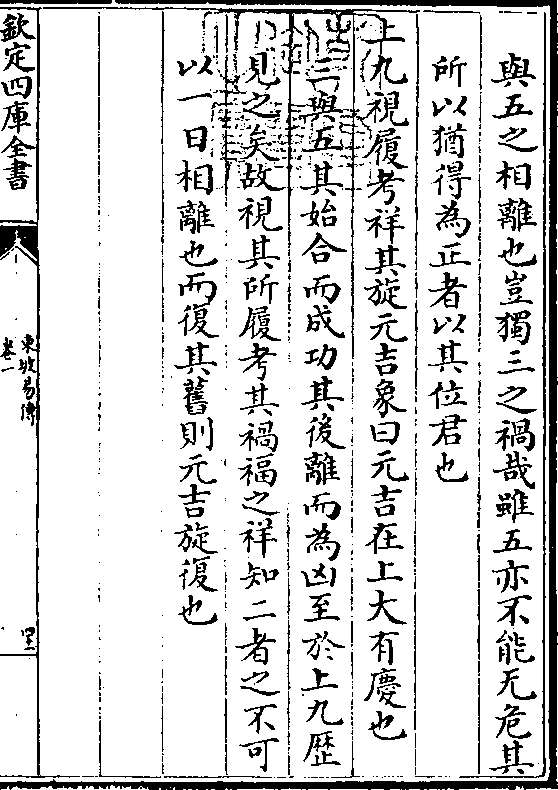 與五之相離也豈獨三之禍哉雖五亦不能无危其
所以猶得為正者以其位君也
上九視履考祥其旋元吉象曰元吉在上大有慶也
三與五其始合而成功其後離而為凶至於上九歷
見之矣故視其所履考其禍福之祥知二者之不可
以一日相離也而復其舊則元吉旋復也
欽定四庫全書
東坡易傳
卷一